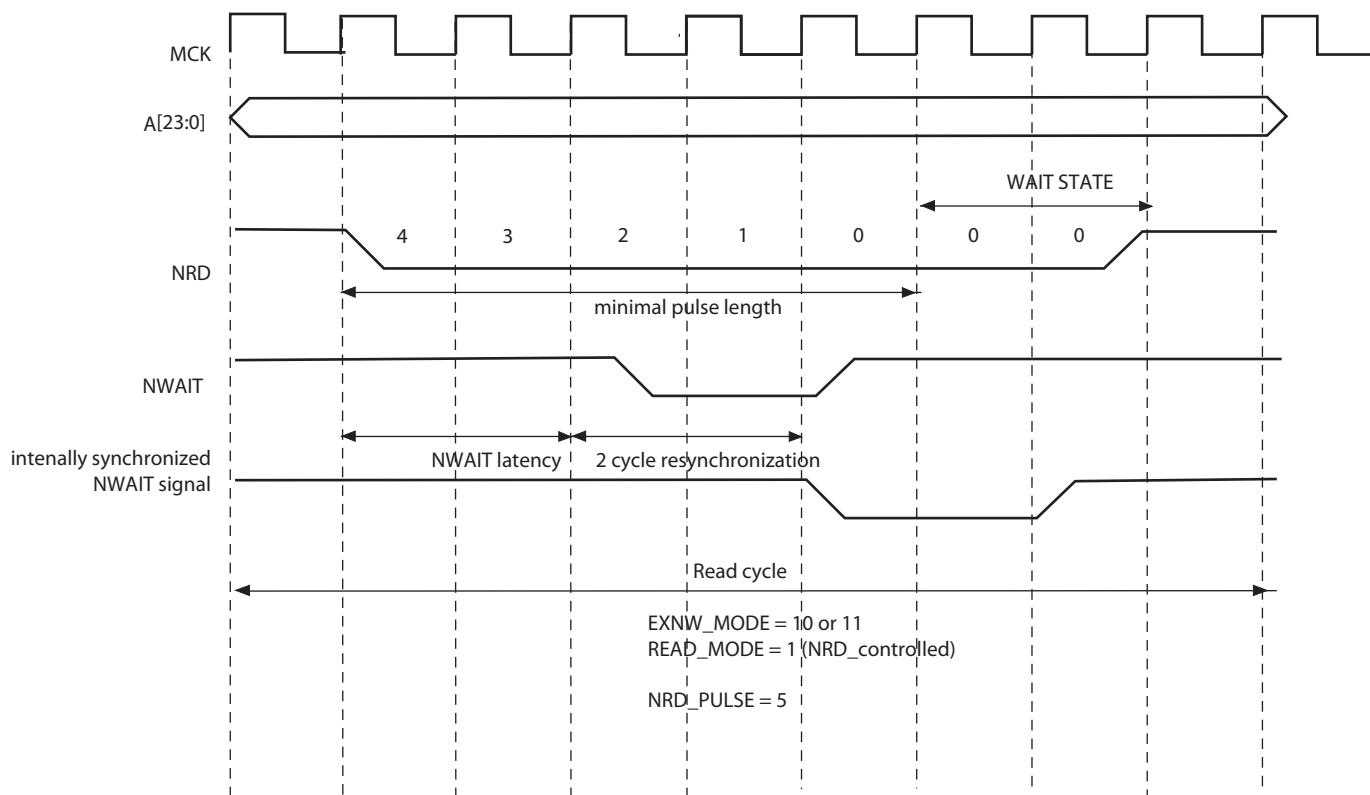 MCK
A[23:0]
WAIT STATE
4 3 2 1 0 0 0
NRD
minimal pulse length
NWAIT
NWAIT latency 2 cycle resynchronization
intenally synchronized
NWAIT signal
Read cycle
EXNW_MODE = 10 or 11
READ_MODE = 1 (NRD_controlled)
NRD_PULSE = 5